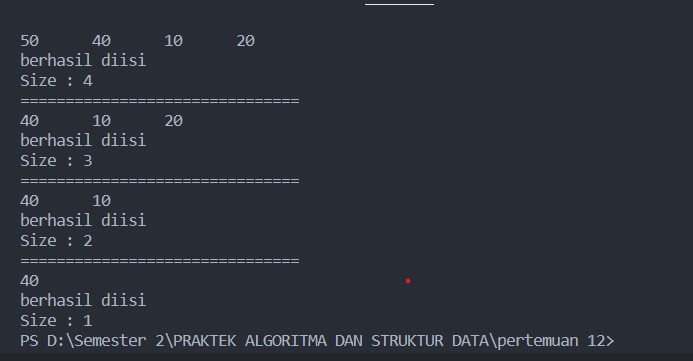 50 40 10 20
berhasil diisi
Size : 4
===============================
40 10 20
berhasil diisi
Size : 3
===============================
40 10
berhasil diisi
Size : 2
===============================
40
berhasil diisi
Size : 1
PS D:\Semester 2\PRAKTEK ALGORITMA DAN STRUKTUR DATA\pertemuan 12>